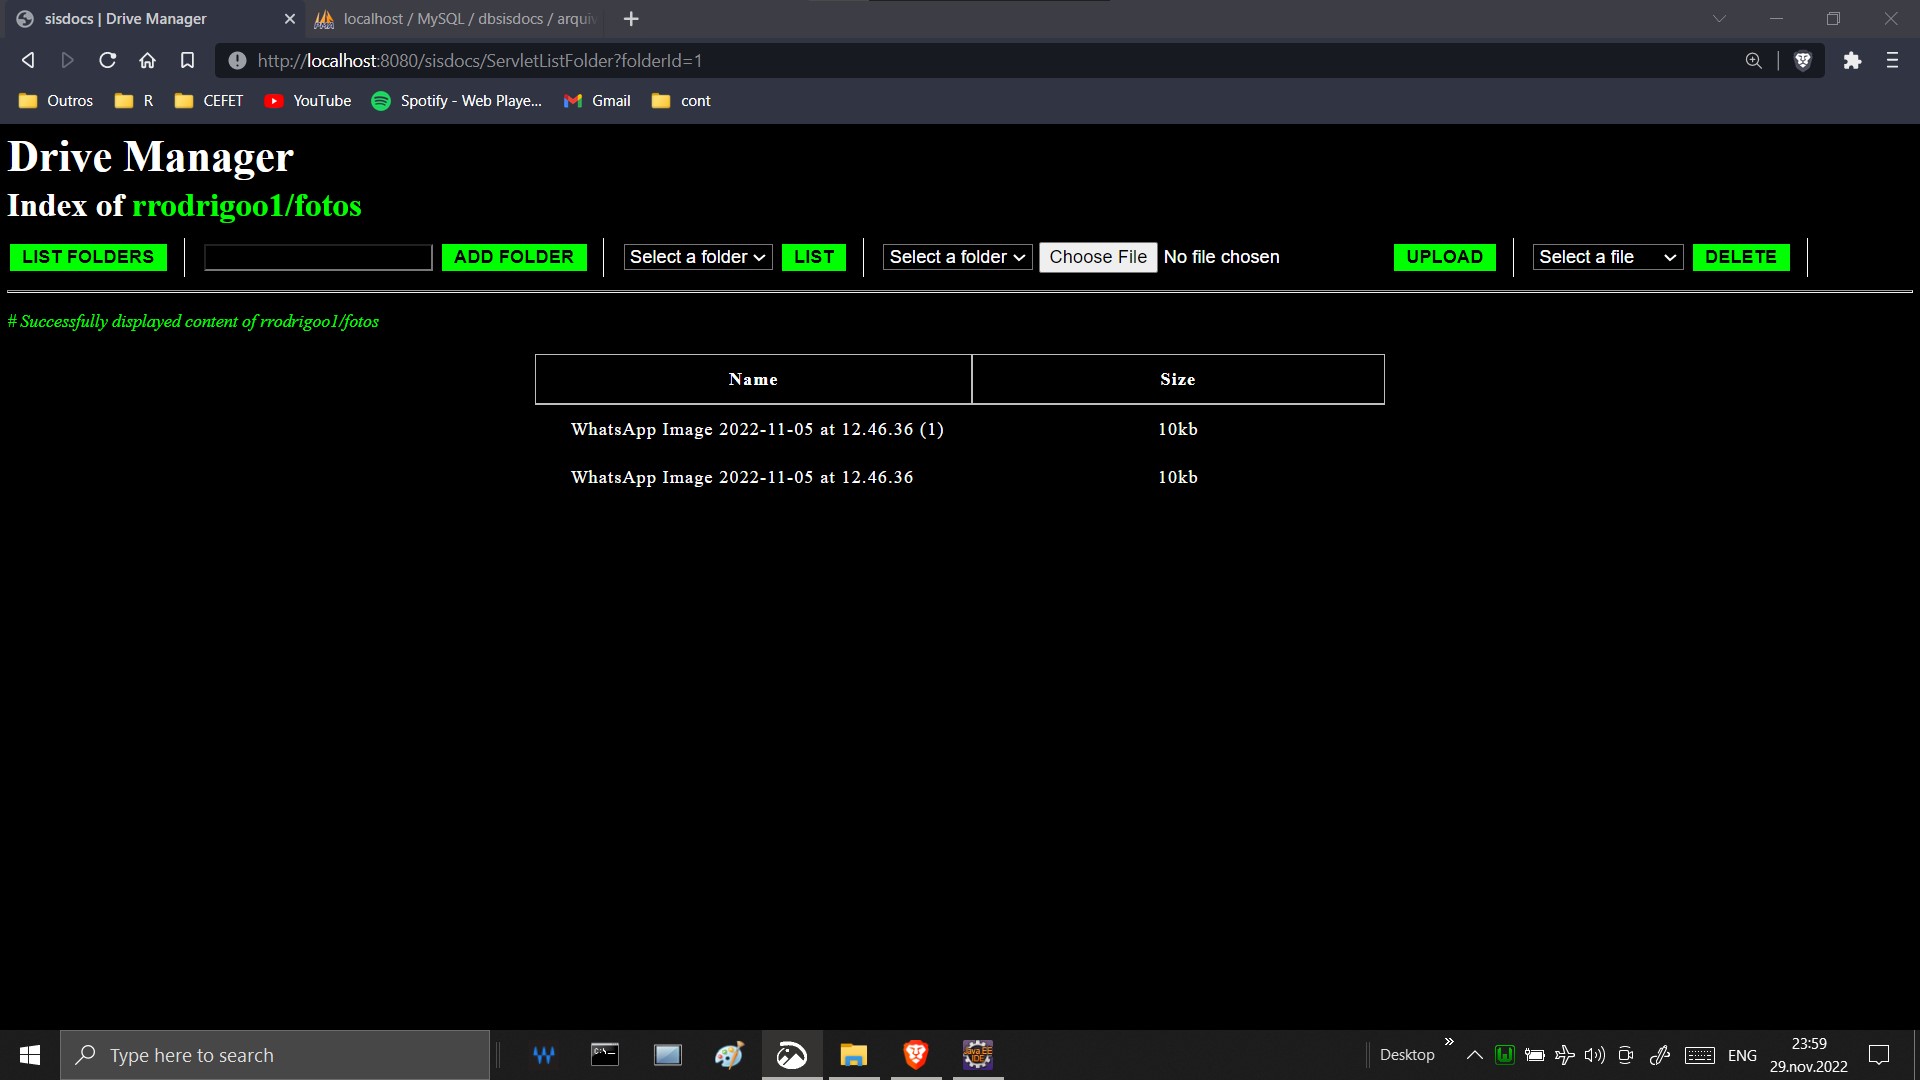 sisdocs | Drive Manager
localhost / MySQL / dbsisdocs / arquiv
http://localhost:8080/sisdocs/ServletListFolder?folderId=1
Outros R CEFET YouTube Spotify - Web Playe... Gmail cont
Drive Manager
Index of rrodrigoo1/fotos
LIST FOLDERS ADD FOLDER Select a folder LIST Select a folder Choose File No file chosen UPLOAD Select a file DELETE
# Successfully displayed content of rrodrigoo1/fotos
Name Size
WhatsApp Image 2022-11-05 at 12.46.36 (1) 10kb
WhatsApp Image 2022-11-05 at 12.46.36 10kb
Type here to search
Java EE
IDE
Desktop
ENG
23:59
29.nov.2022